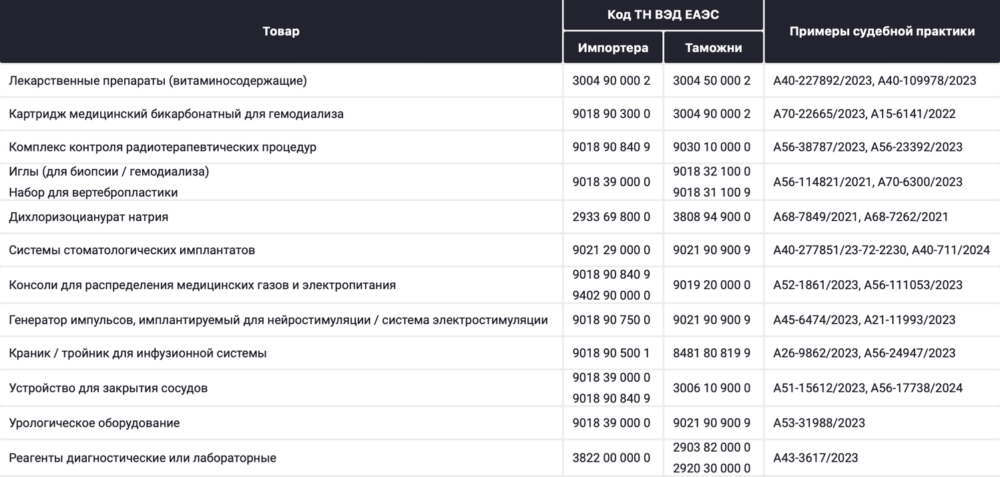 Товар
Код ТН ВЭД ЕАЭС
Примеры судебной практики
Импортера
Таможни
Лекарственные препараты (витаминосодержащие)
3004 90 000 2
3004 50 000 2
А40-227892/2023, А40-109978/2023
Картридж медицинский бикарбонатный для гемодиализа
9018 90 300 0
3004 90 000 2
А70-22665/2023, А15-6141/2022
Комплекс контроля радиотерапевтических процедур
9018 90 840 9
9030 10 000 0
А56-38787/2023, А56-23392/2023
Иглы (для биопсии / гемодиализа)
Набор для вертебропластики
9018 39 000 0
9018 32 100 0
9018 31 100 9
А56-114821/2021, А70-6300/2023
Дихлоризоцианурат натрия
2933 69 800 0
3808 94 900 0
А68-7849/2021, А68-7262/2021
Системы стоматологических имплантатов
9021 29 000 0
9021 90 900 9
А40-277851/23-72-2230, А40-711/2024
Консоли для распределения медицинских газов и электропитания
9018 90 840 9
9402 90 000 0
9019 20 000 0
А52-1861/2023, А56-111053/2023
Генератор импульсов, имплантируемый для нейростимуляции / система электростимуляции
9018 90 750 0
9021 90 900 9
А45-6474/2023, А21-11993/2023
Краник / тройник для инфузионной системы
9018 90 500 1
8481 80 819 9
А26-9862/2023, А56-24947/2023
Устройство для закрытия сосудов
9018 39 000 0
9018 90 840 9
3006 10 900 0
А51-15612/2023, А56-17738/2024
Урологическое оборудование
9018 39 000 0
9021 90 900 9
А53-31988/2023
Реагенты диагностические или лабораторные
3822 00 000 0
2903 82 000 0
2920 30 000 0
А43-3617/2023